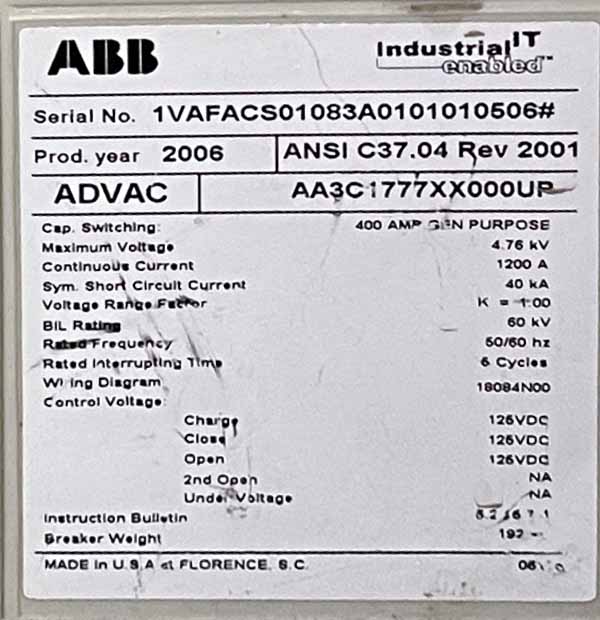 ABB
Industrial IT
enabled™
Serial No. 1VAFACS01083A0101010506#
Prod. year 2006 ANSI C37.04 Rev 2001
ADVAC AA3C1777XX000UP
Cap. Switching: 400 AMP GEN PURPOSE
Maximum Voltage 4.76 kV
Continuous Current 1200 A
Sym. Short Circuit Current 40 kA
Voltage Range Factor K = 1.00
BIL Rating 60 kV
Rated Frequency 50/60 hz
Rated Interrupting Time Cycles
Wiring Diagram 18084N00
Control Voltage:
Charge 125VDC
Close 125VDC
Open 125VDC
2nd Open NA
Under Voltage NA
Instruction Bulletin
Breaker Weight 192
MADE in U.S.A at FLORENCE, S.C.